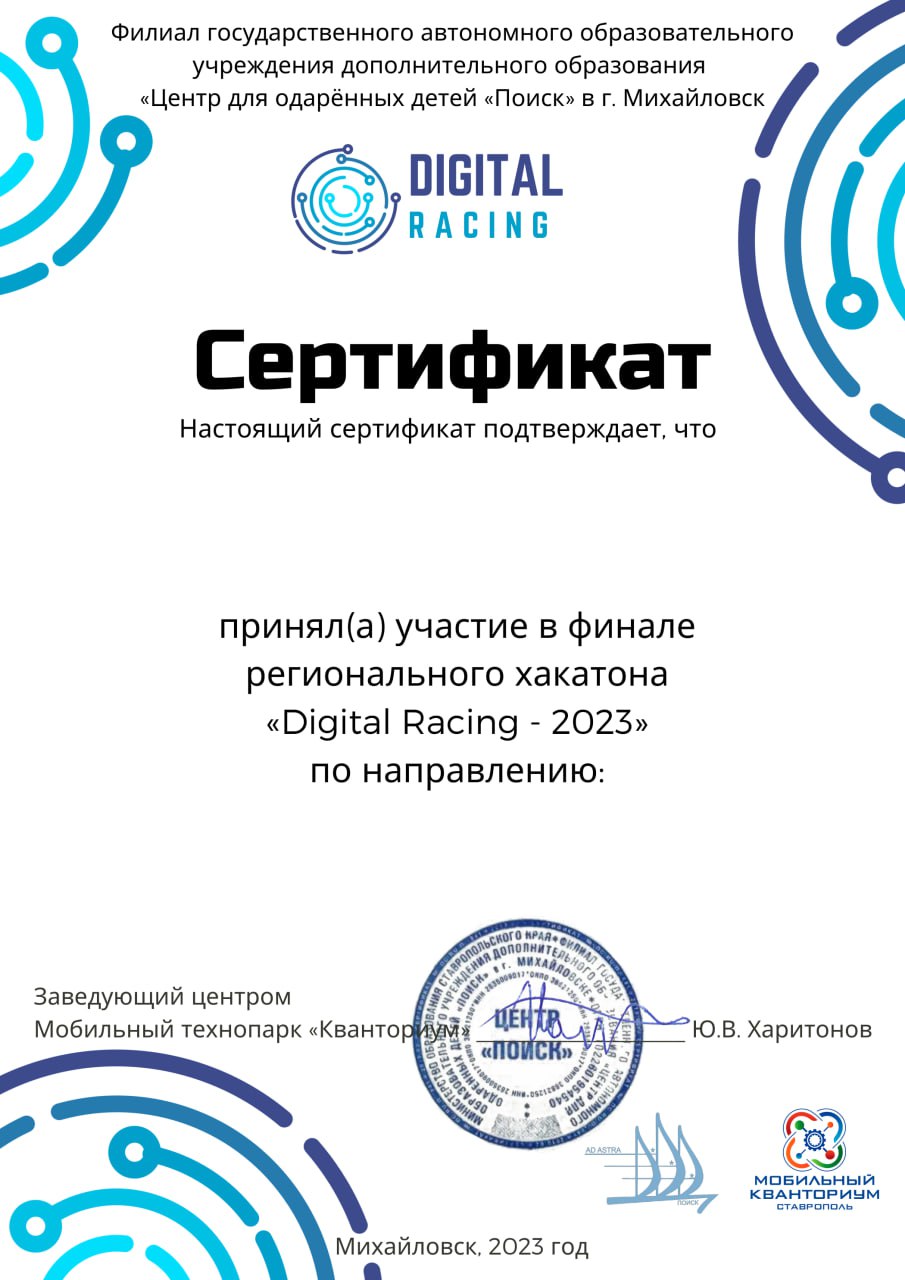 Филиал государственного автономного образовательного
учреждения дополнительного образования
«Центр для одарённых детей «Поиск» в г. Михайловск
DIGITAL
RACING
Сертификат
Настоящий сертификат подтверждает, что
принял(а) участие в финале
регионального хакатона
«Digital Racing - 2023»
по направлению:
Заведующий центром
Мобильный технопарк «Кванториум» Ю.В. Харитонов
ЦЕНТР
«ПОИСК»
AD ASTRA
ПОИСК
МОБИЛЬНЫЙ
КВАНТОРИУМ
СТАВРОПОЛЬ
Михайловск, 2023 год